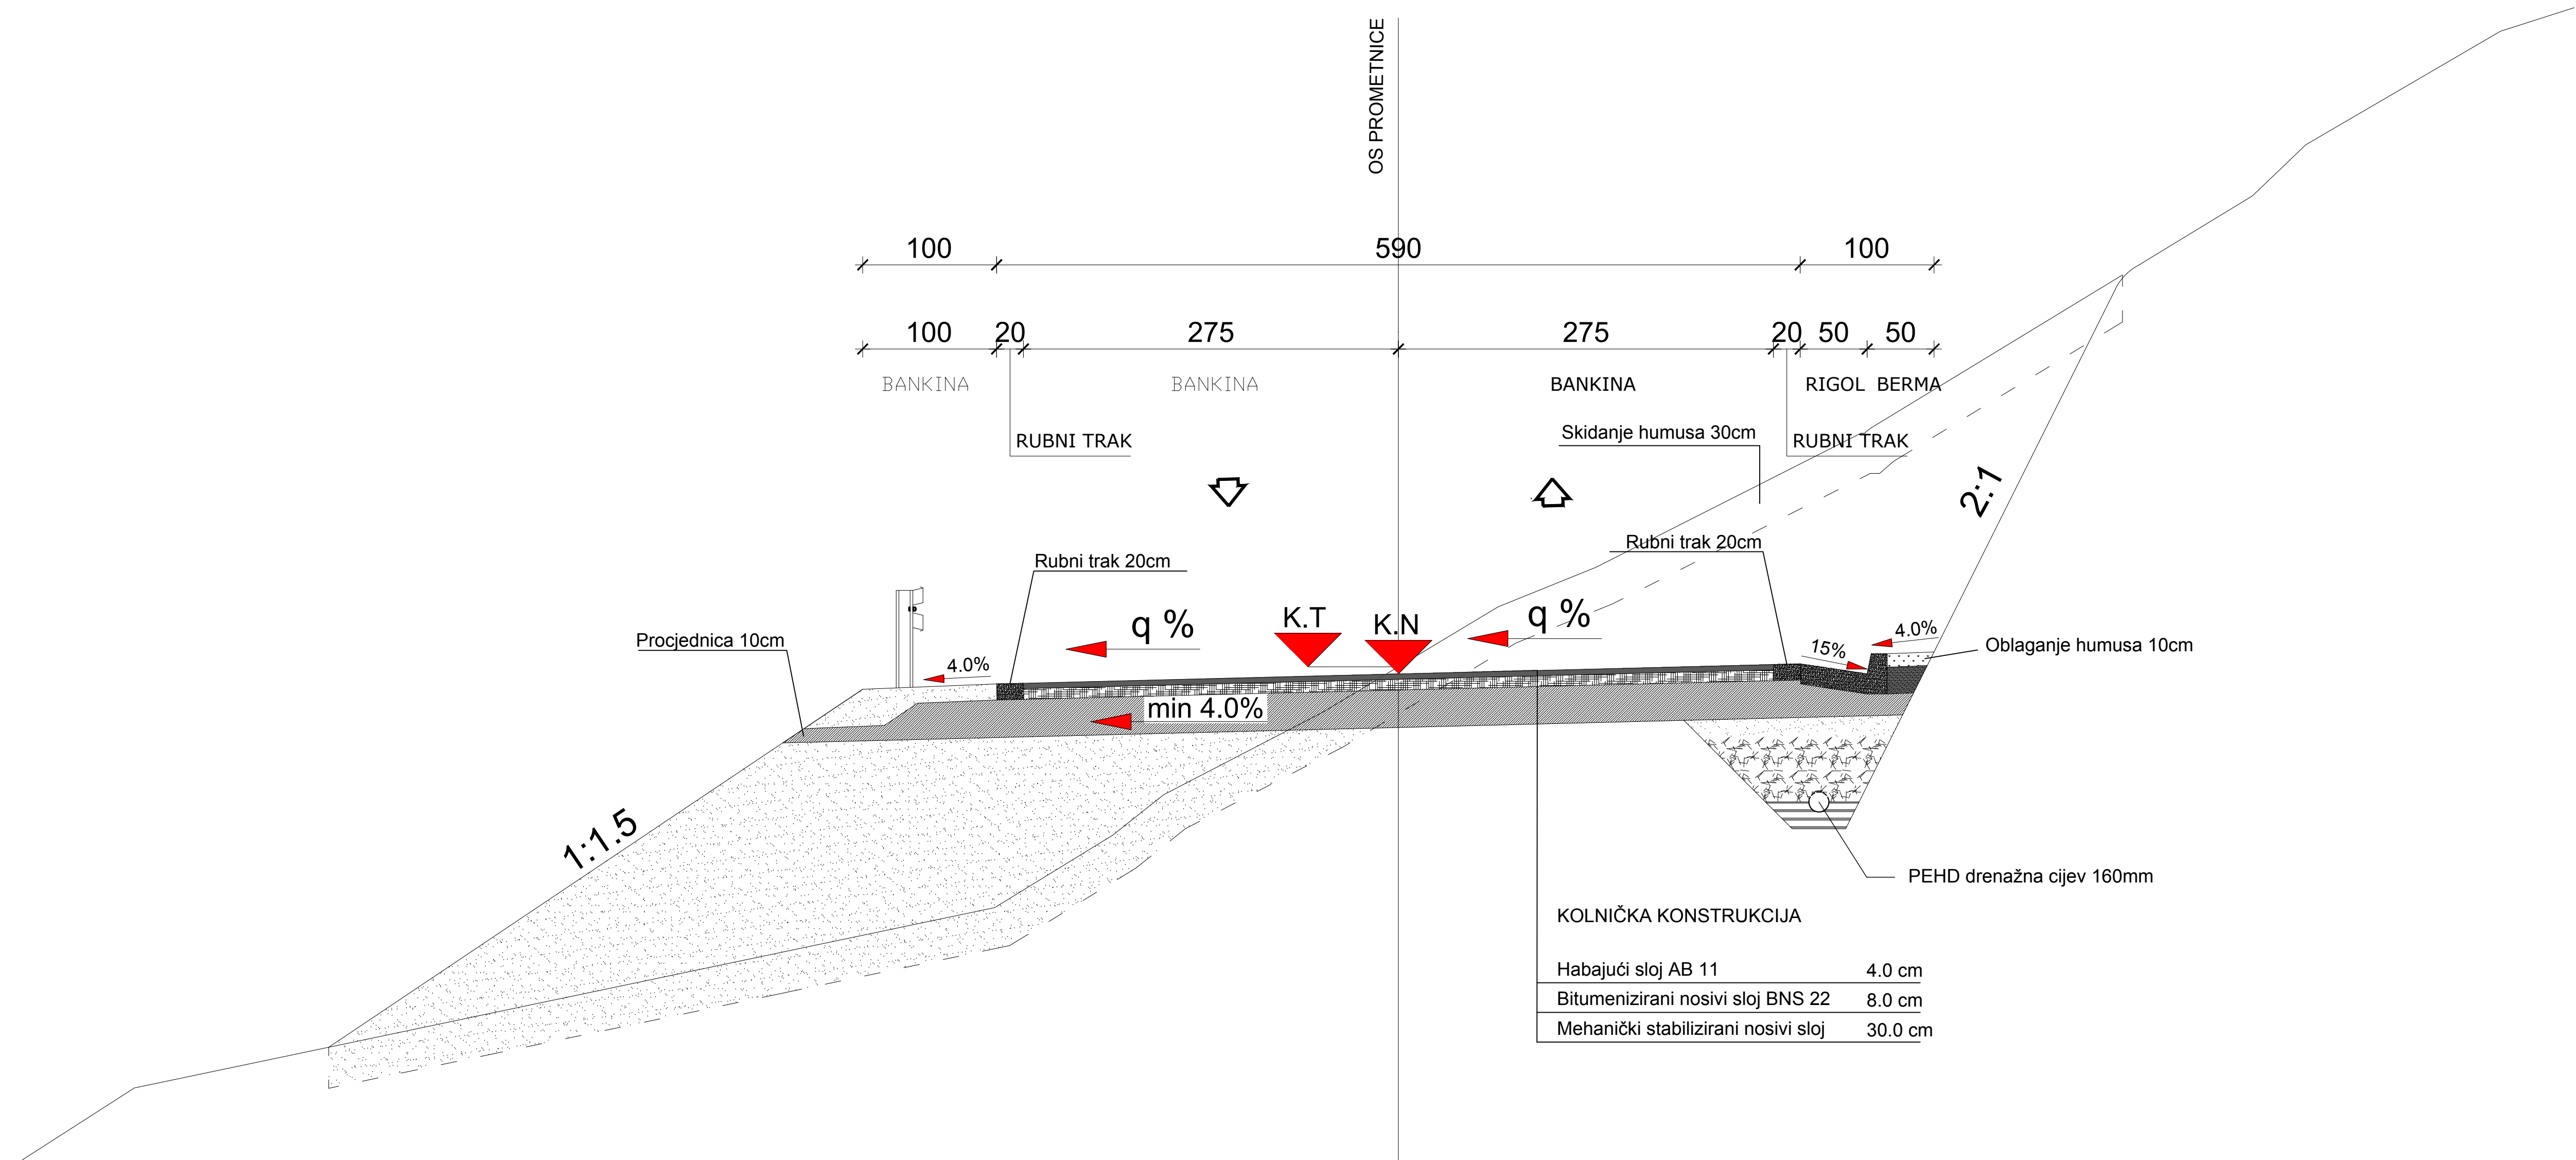 OS PROMETNICE
100 590 100
100 20 275 275 20 50 50
BANKINA BANKINA BANKINA RIGOL BERMA
RUBNI TRAK
Skidanje humusa 30cm
RUBNI TRAK
2:1
Rubni trak 20cm
Rubni trak 20cm
q %
K.T
K.N
q %
Procjednica 10cm
4.0%
15%
4.0%
Oblaganje humusa 10cm
min 4.0%
1:1.5
PEHD drenažna cijev 160mm
KOLNIČKA KONSTRUKCIJA
Habajući sloj AB 11 4.0 cm
Bitumenizirani nosivi sloj BNS 22 8.0 cm
Mehanički stabilizirani nosivi sloj 30.0 cm